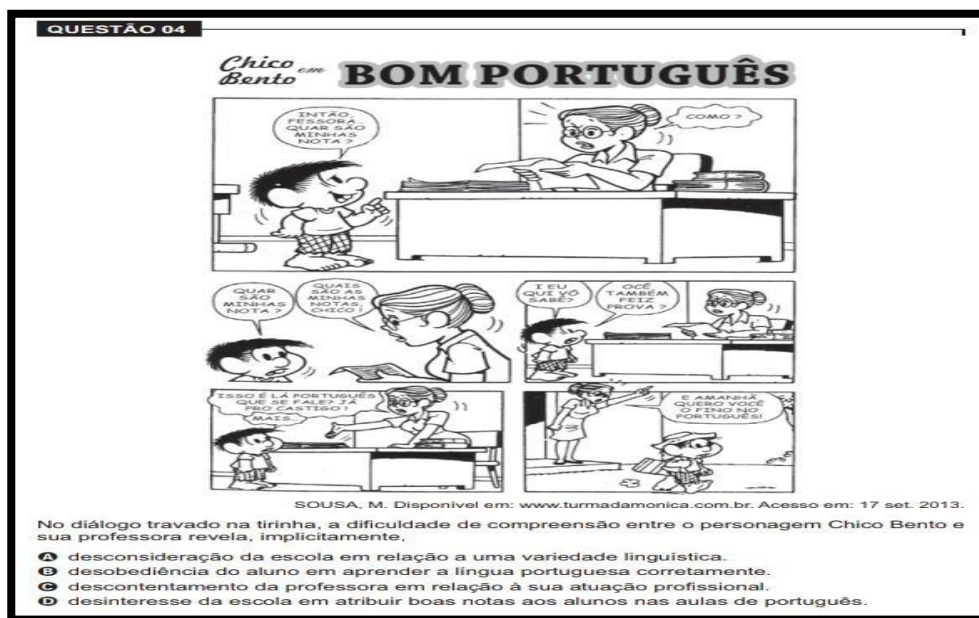 QUESTÃO 04
Chico
Bento em BOM PORTUGUÊS
INTÃO,
FESSORA...
QUAR SÃO
MINHAS
NOTA?
COMO?
QUAR
SÃO
MINHAS
NOTA?
QUAIS
SÃO AS
MINHAS
NOTAS,
CHICO!
I EU
QUI VÔ
SABÊ?
OCÊ
TAMBÉM
FEIZ
PROVA?
ISSO É LÁ PORTUGUÊS
QUE SE FALE? JÁ
PRO CASTIGO!
MAIS...
E AMANHÃ
QUERO VOCÊ
O FINO NO
PORTUGUÊS!
SOUSA, M. Disponível em: www.turmadamonica.com.br. Acesso em: 17 set. 2013.
No diálogo travado na tirinha, a dificuldade de compreensão entre o personagem Chico Bento e
sua professora revela, implicitamente,
A desconsideração da escola em relação a uma variedade linguística.
B desobediência do aluno em aprender a língua portuguesa corretamente.
C descontentamento da professora em relação à sua atuação profissional.
D desinteresse da escola em atribuir boas notas aos alunos nas aulas de português.